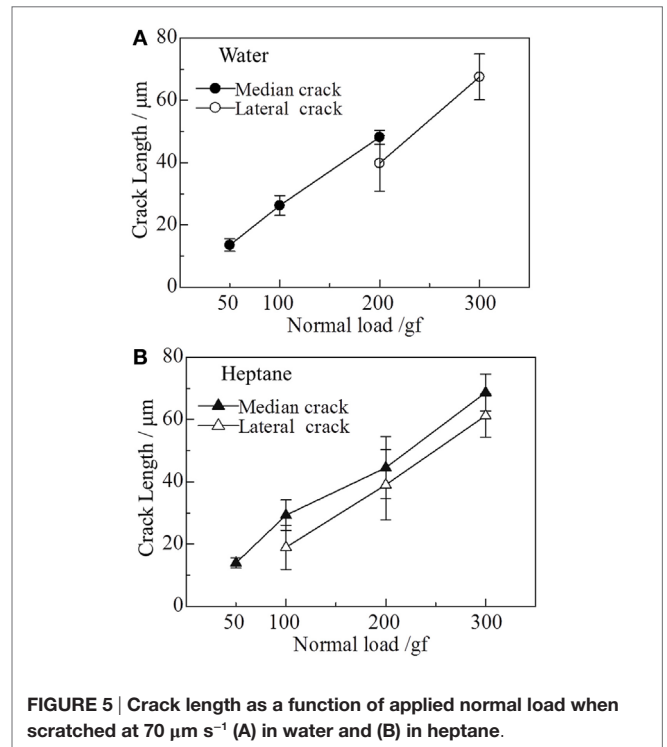 A
Water
Median crack
Lateral crack
80
60
40
20
0
Crack Length / μm
50 100 200 300
Normal load /gf
B
Heptane
Median crack
Lateral crack
80
60
40
20
0
Crack Length / μm
50 100 200 300
Normal load /gf
FIGURE 5 | Crack length as a function of applied normal load when
scratched at 70 μm s⁻¹ (A) in water and (B) in heptane.